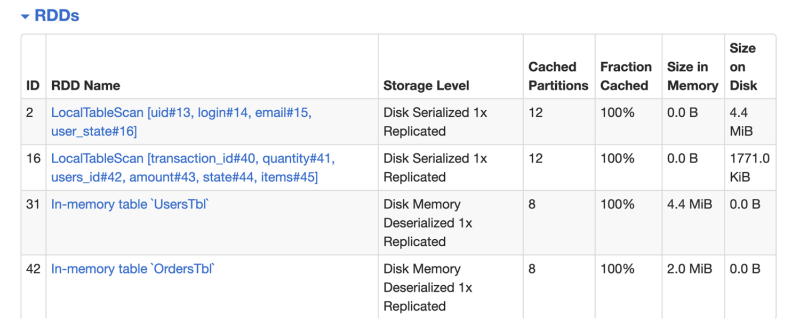 RDDs
ID RDD Name Storage Level Cached Partitions Fraction Cached Size in Memory Size on Disk
2 LocalTableScan [uid#13, login#14, email#15, Disk Serialized 1x 12 100% 0.0 B 4.4
user_state#16] Replicated MiB
16 LocalTableScan [transaction_id#40, quantity#41, Disk Serialized 1x 12 100% 0.0 B 1771.0
users_id#42, amount#43, state#44, items#45] Replicated KiB
31 In-memory table `UsersTbl` Disk Memory 8 100% 4.4 MiB 0.0 B
Deserialized 1x
Replicated
42 In-memory table `OrdersTbl` Disk Memory 8 100% 2.0 MiB 0.0 B
Deserialized 1x
Replicated